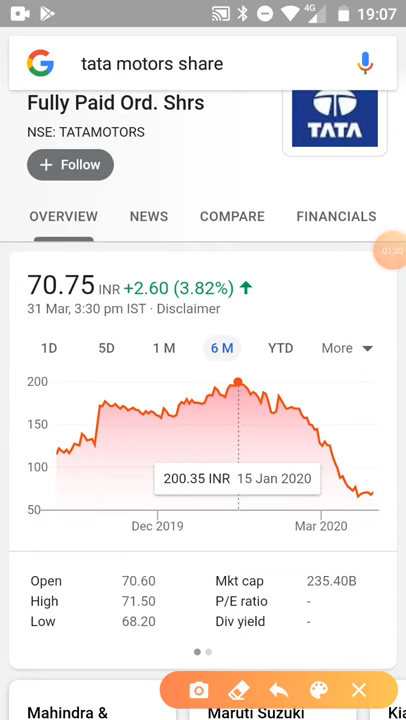 4G 19:07
tata motors share
Fully Paid Ord. Shrs
NSE: TATAMOTORS
TATA
+ Follow
OVERVIEW NEWS COMPARE FINANCIALS
01:20
70.75 INR +2.60 (3.82%) ↑
31 Mar, 3:30 pm IST · Disclaimer
1D 5D 1 M 6 M YTD More
200
150
100
200.35 INR 15 Jan 2020
50
Dec 2019 Mar 2020
Open 70.60 Mkt cap 235.40B
High 71.50 P/E ratio -
Low 68.20 Div yield -
Mahindra & Maruti Suzuki Kia